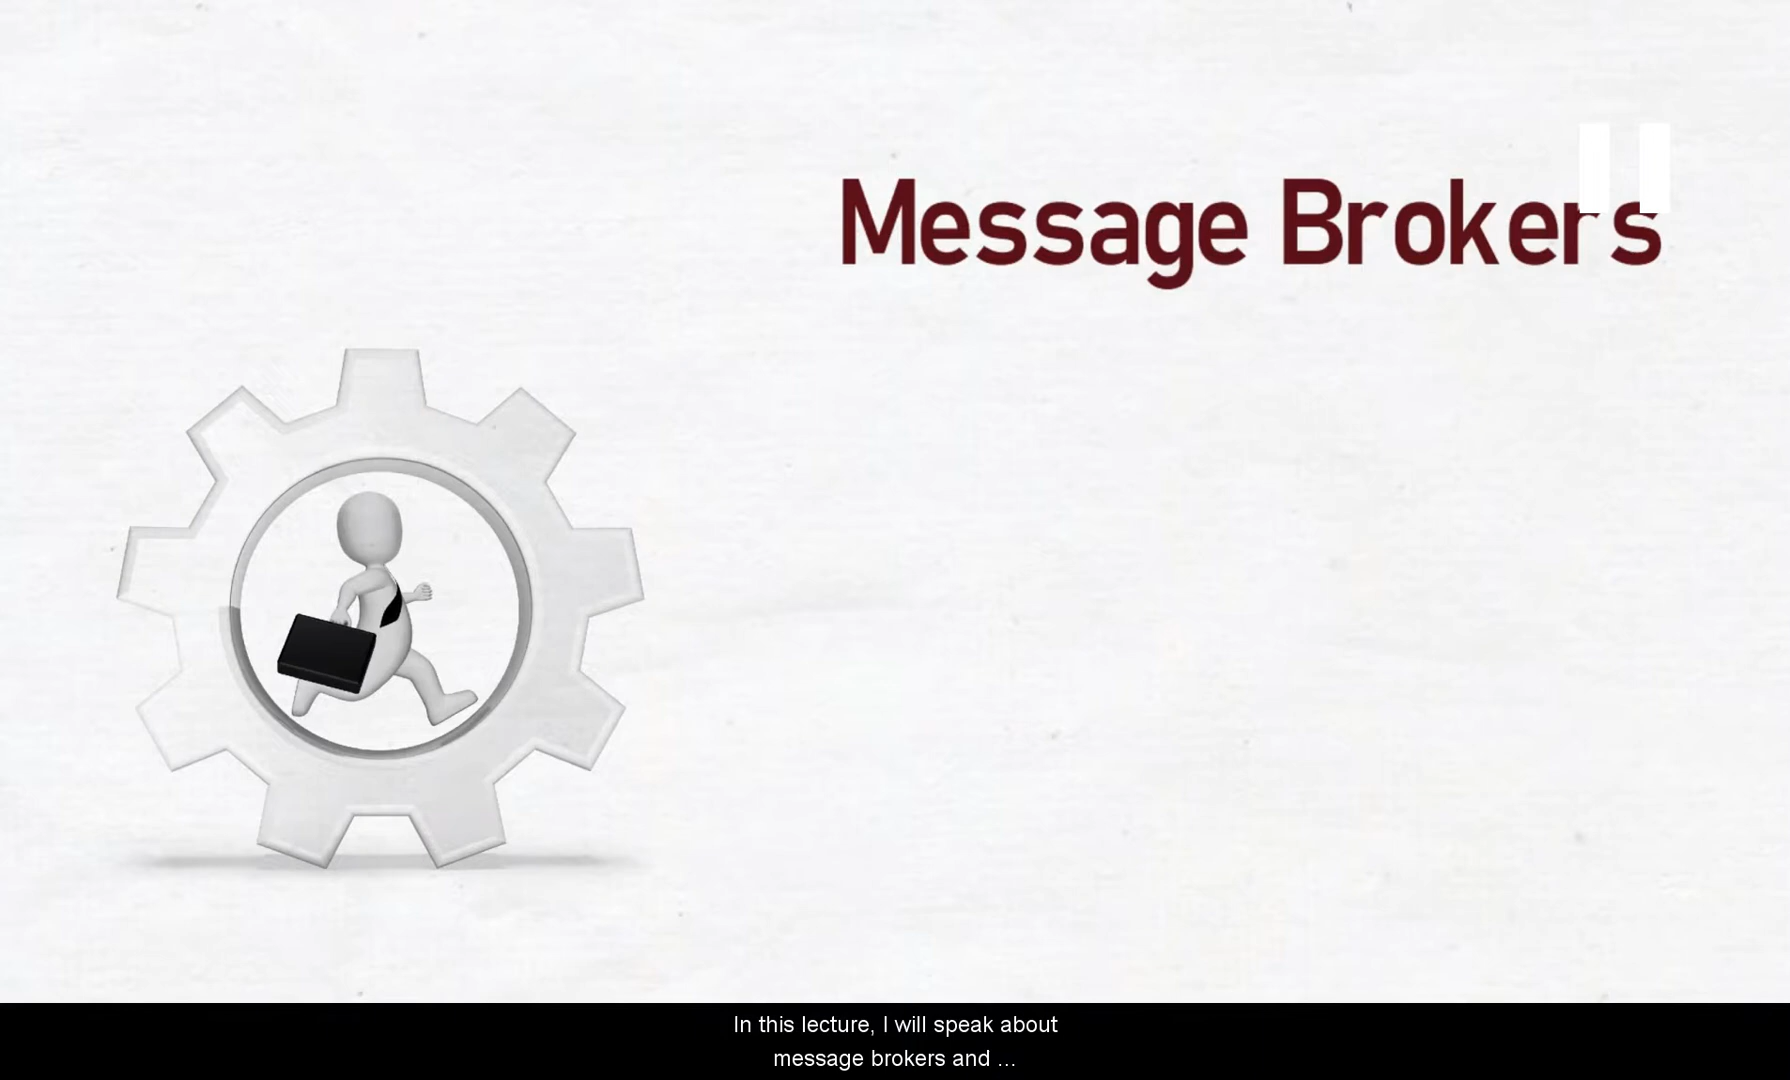 Message Brokers
In this lecture, I will speak about
message brokers and ...